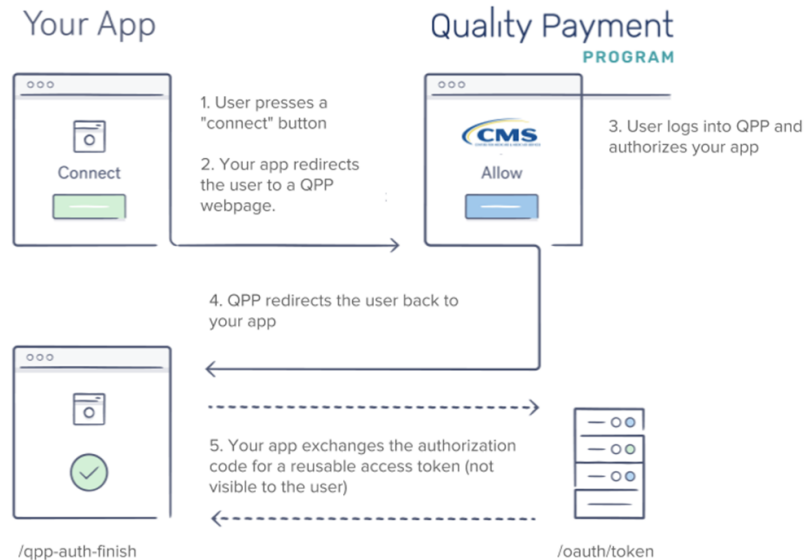 Your App
Quality Payment
PROGRAM
1. User presses a
"connect" button
2. Your app redirects
the user to a QPP
webpage.
Connect
CMS
Allow
3. User logs into QPP and
authorizes your app
4. QPP redirects the user back to
your app
5. Your app exchanges the authorization
code for a reusable access token (not
visible to the user)
/qpp-auth-finish
/oauth/token